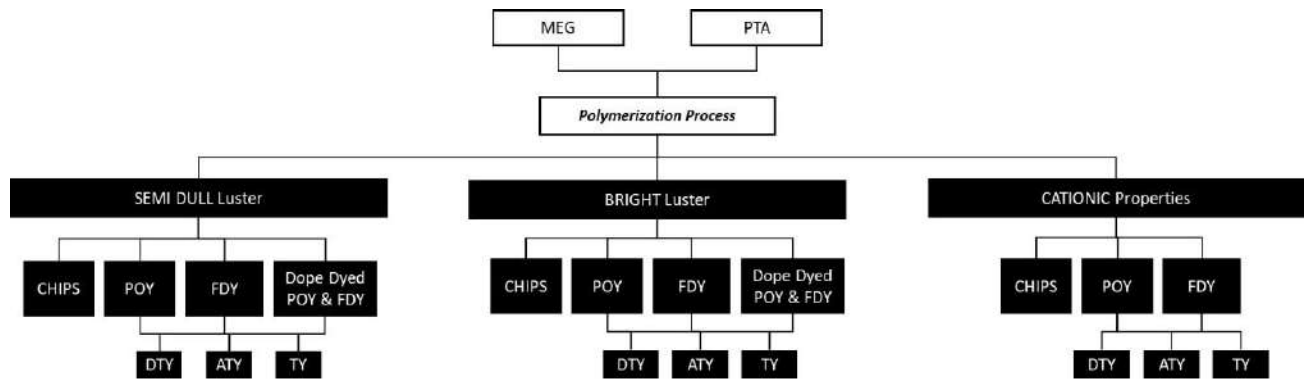 MEG
PTA
Polymerization Process
SEMI DULL Luster
BRIGHT Luster
CATIONIC Properties
CHIPS
POY
FDY
Dope Dyed
POY & FDY
CHIPS
POY
FDY
Dope Dyed
POY & FDY
CHIPS
POY
FDY
DTY
ATY
TY
DTY
ATY
TY
DTY
ATY
TY